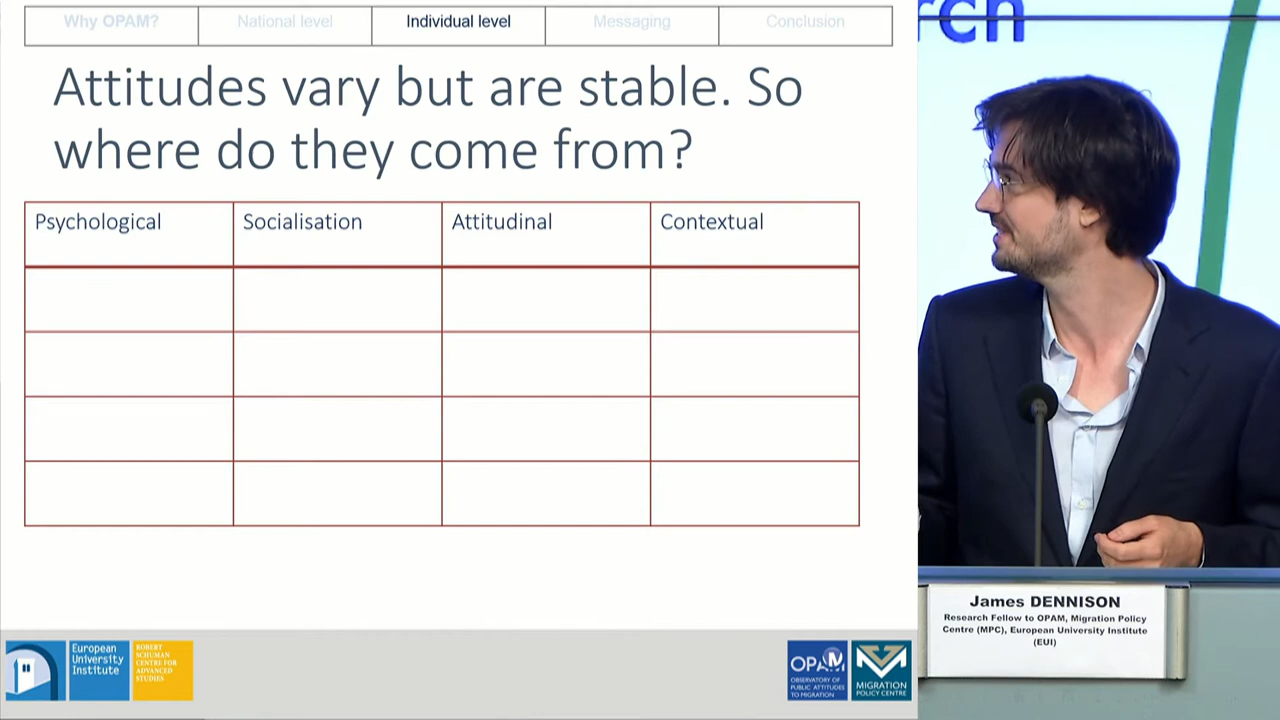 Why OPAM?
National level
Individual level
Messaging
Conclusion
Attitudes vary but are stable. So
where do they come from?
Psychological
Socialisation
Attitudinal
Contextual
European
University
Institute
ROBERT
SCHUMAN
CENTRE FOR
ADVANCED
STUDIES
OPAM
OBSERVATORY OF
PUBLIC ATTITUDES
TO MIGRATION
MIGRATION
POLICY CENTRE
rch
James DENNISON
Research Fellow to OPAM, Migration Policy
Centre (MPC), European University Institute
(EUI)